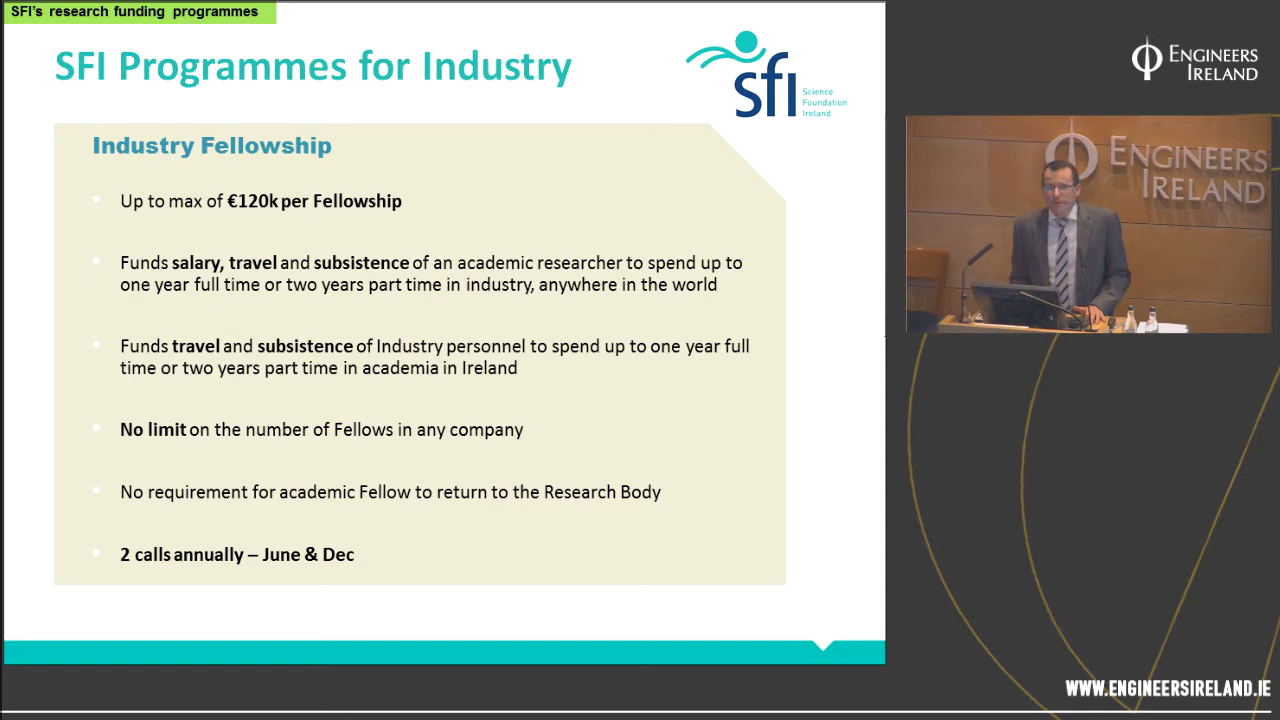 SFI's research funding programmes
SFI Programmes for Industry
sfi
Science
Foundation
Ireland
Industry Fellowship
Up to max of €120k per Fellowship
Funds salary, travel and subsistence of an academic researcher to spend up to
one year full time or two years part time in industry, anywhere in the world
Funds travel and subsistence of Industry personnel to spend up to one year full
time or two years part time in academia in Ireland
No limit on the number of Fellows in any company
No requirement for academic Fellow to return to the Research Body
2 calls annually – June & Dec
ENGINEERS
IRELAND
ENGINEERS
IRELAND
WWW.ENGINEERSIRELAND.IE